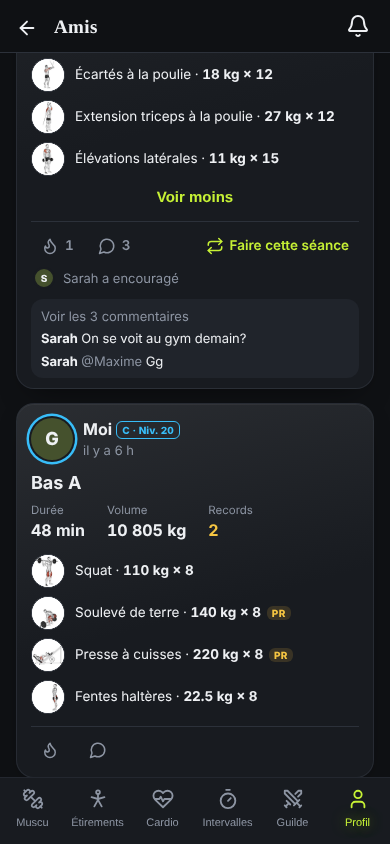 Amis
Écartés à la poulie · 18 kg × 12
Extension triceps à la poulie · 27 kg × 12
Élévations latérales · 11 kg × 15
Voir moins
1 3 Faire cette séance
S Sarah a encouragé
Voir les 3 commentaires
Sarah On se voit au gym demain?
Sarah @Maxime Gg
G Moi C · Niv. 20
il y a 6 h
Bas A
Durée Volume Records
48 min 10 805 kg 2
Squat · 110 kg × 8
Soulevé de terre · 140 kg × 8 PR
Presse à cuisses · 220 kg × 8 PR
Fentes haltères · 22.5 kg × 8
Muscu Étirements Cardio Intervalles Guilde Profil